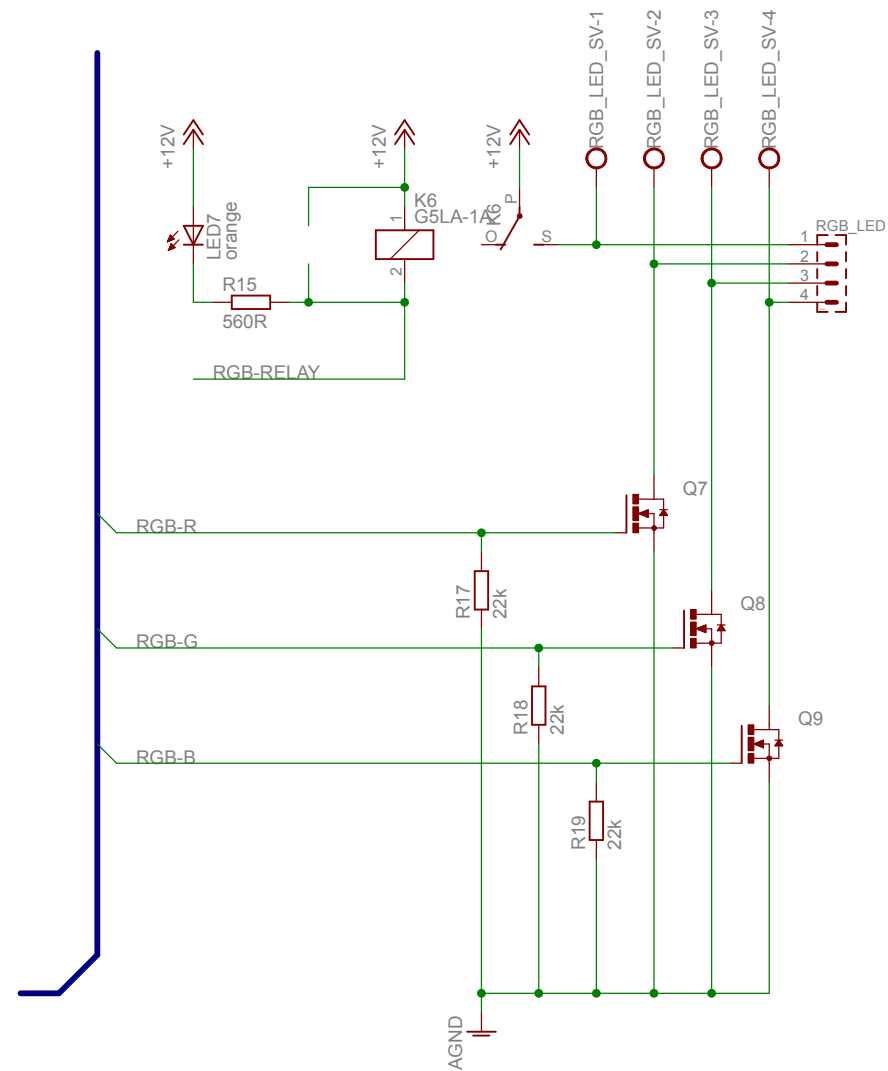 RGB_LED_SV-1
RGB_LED_SV-2
RGB_LED_SV-3
RGB_LED_SV-4
+12V
+12V
+12V
LED7
orange
K6
G5LA-1A
1
2
K6
P
O
S
RGB_LED
1
2
3
4
R15
560R
RGB-RELAY
Q7
RGB-R
R17
22k
Q8
RGB-G
R18
22k
Q9
RGB-B
R19
22k
AGND